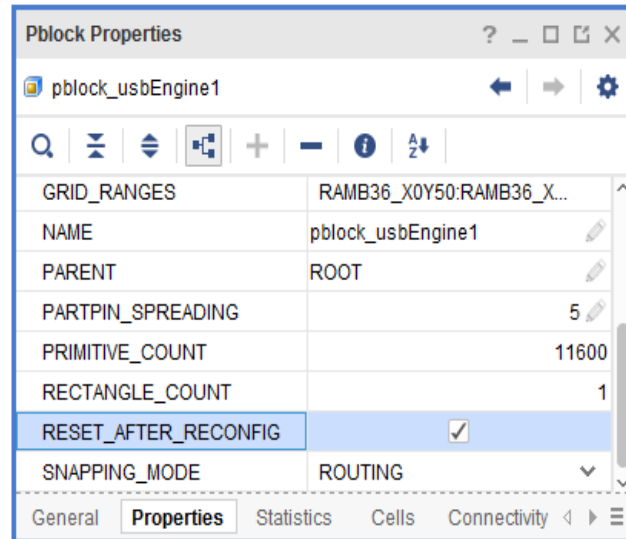 Pblock Properties
pblock_usbEngine1
GRID_RANGES RAMB36_X0Y50:RAMB36_X...
NAME pblock_usbEngine1
PARENT ROOT
PARTPIN_SPREADING 5
PRIMITIVE_COUNT 11600
RECTANGLE_COUNT 1
RESET_AFTER_RECONFIG
SNAPPING_MODE ROUTING
General Properties Statistics Cells Connectivity